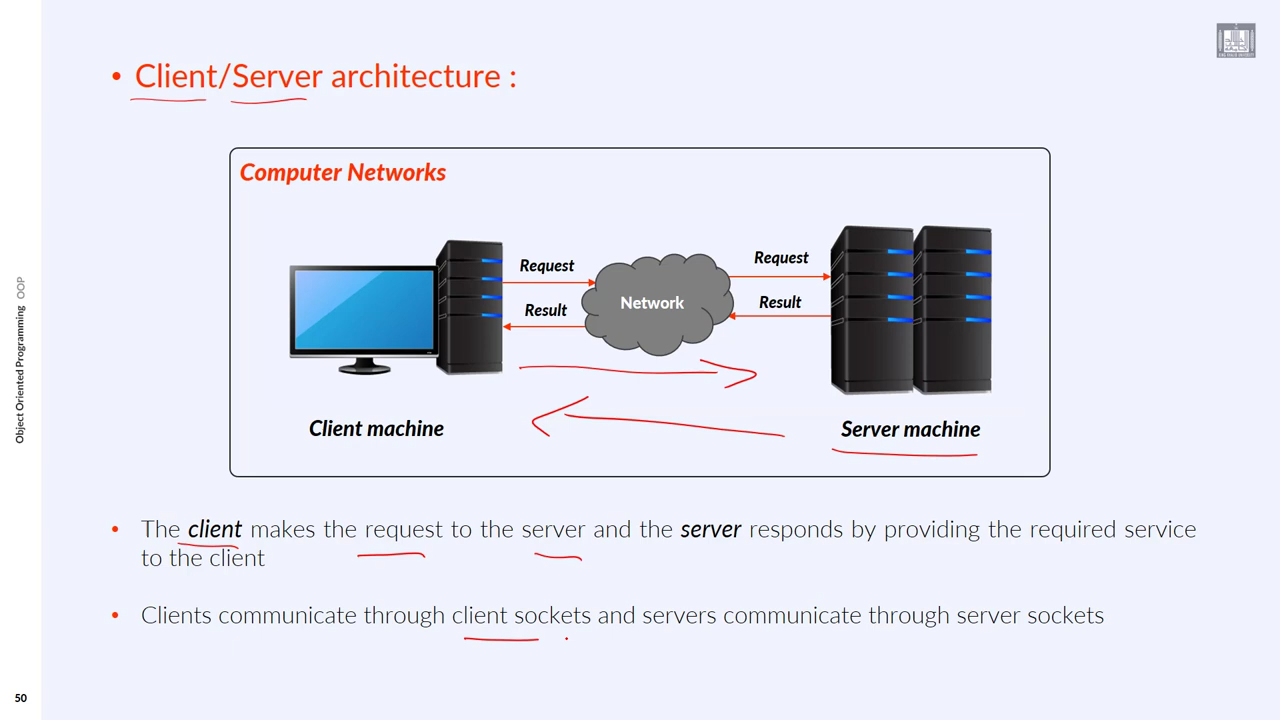 • Client/Server architecture :
Computer Networks
Request
Request
Network
Result
Result
Client machine
Server machine
• The client makes the request to the server and the server responds by providing the required service
to the client
• Clients communicate through client sockets and servers communicate through server sockets
Object Oriented Programming OOP
50